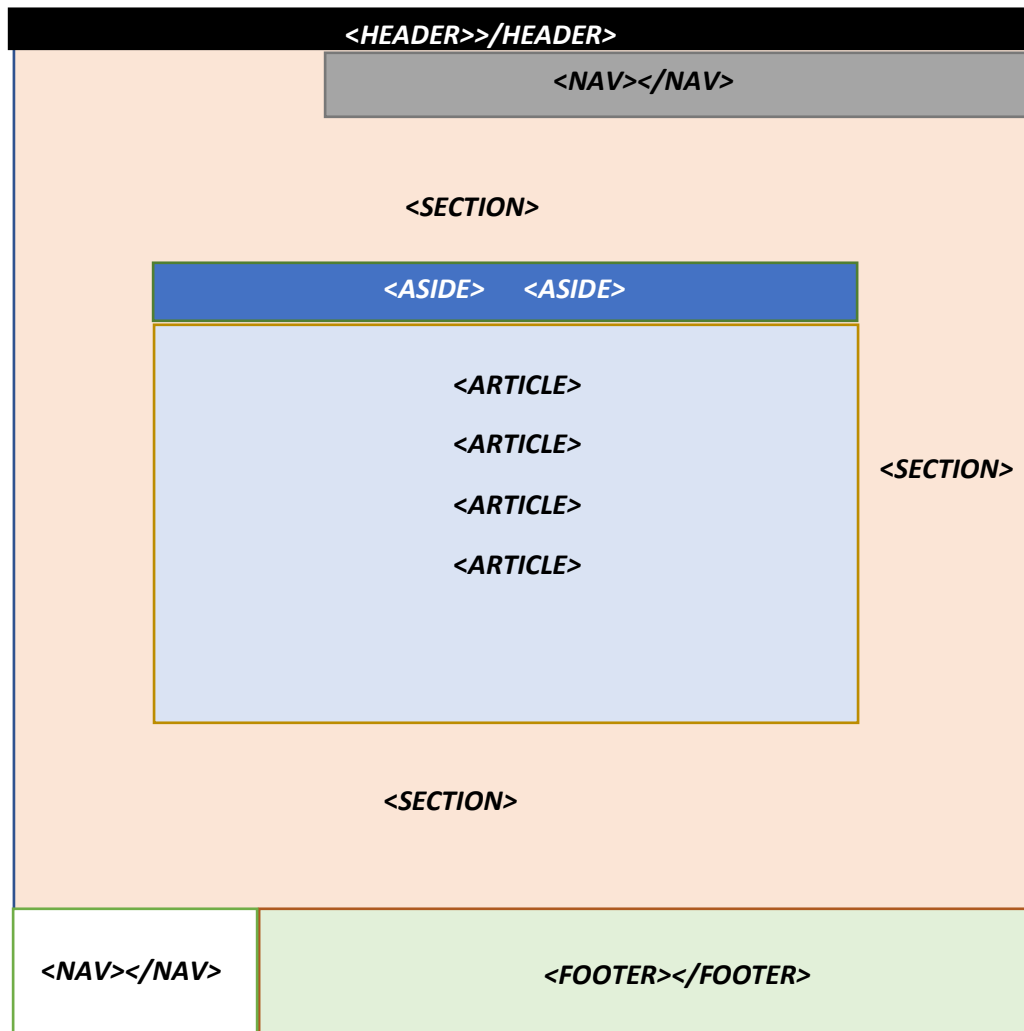 <HEADER>>/HEADER>
<NAV></NAV>
<SECTION>
<ASIDE> <ASIDE>
<ARTICLE>
<ARTICLE>
<SECTION>
<ARTICLE>
<ARTICLE>
<SECTION>
<NAV></NAV>
<FOOTER></FOOTER>